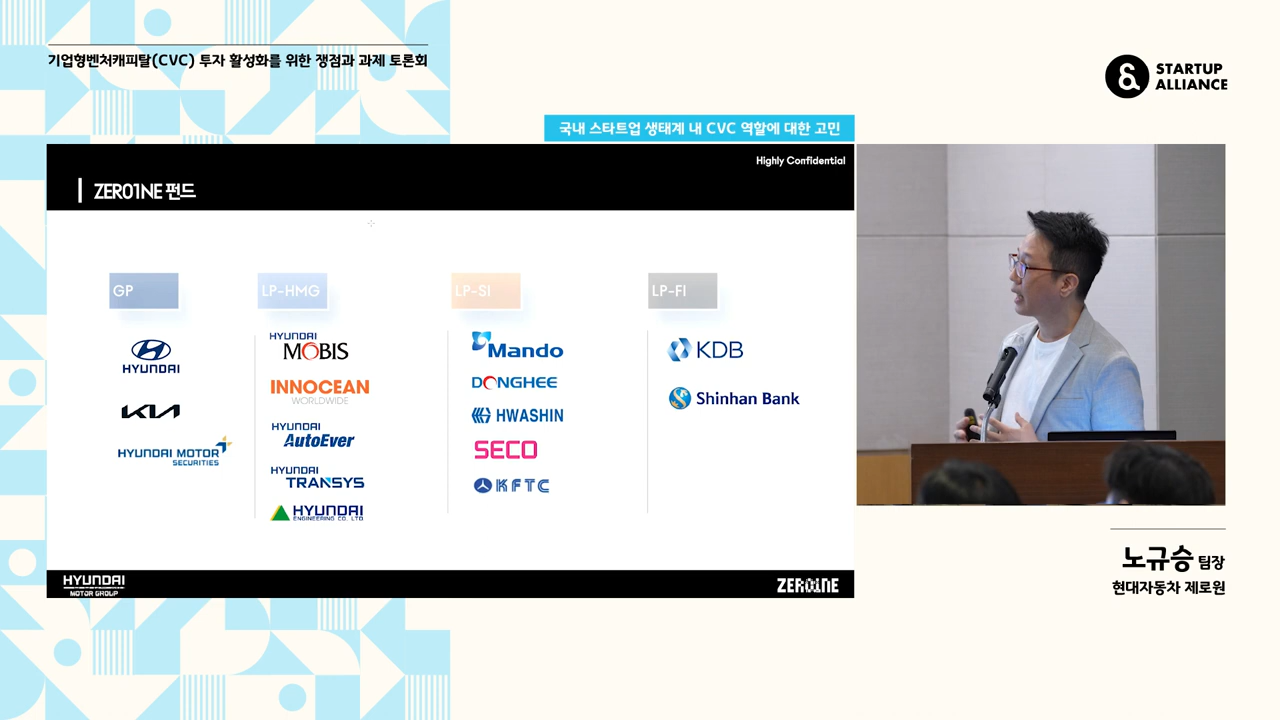 기업형벤처캐피탈(CVC) 투자 활성화를 위한 쟁점과 과제 토론회
STARTUP
ALLIANCE
국내 스타트업 생태계 내 CVC 역할에 대한 고민
Highly Confidential
ZERO1NE 펀드
GP
LP-HMG
LP-SI
LP-FI
HYUNDAI
KIA
HYUNDAI MOTOR
SECURITIES
HYUNDAI
MOBIS
INNOCEAN
WORLDWIDE
HYUNDAI
AutoEver
HYUNDAI
TRANSYS
HYUNDAI
ENGINEERING CO. LTD
Mando
DONGHEE
HWASHIN
SECO
KFTC
KDB
Shinhan Bank
HYUNDAI
MOTOR GROUP
ZERO1NE
노규승 팀장
현대자동차 제로원